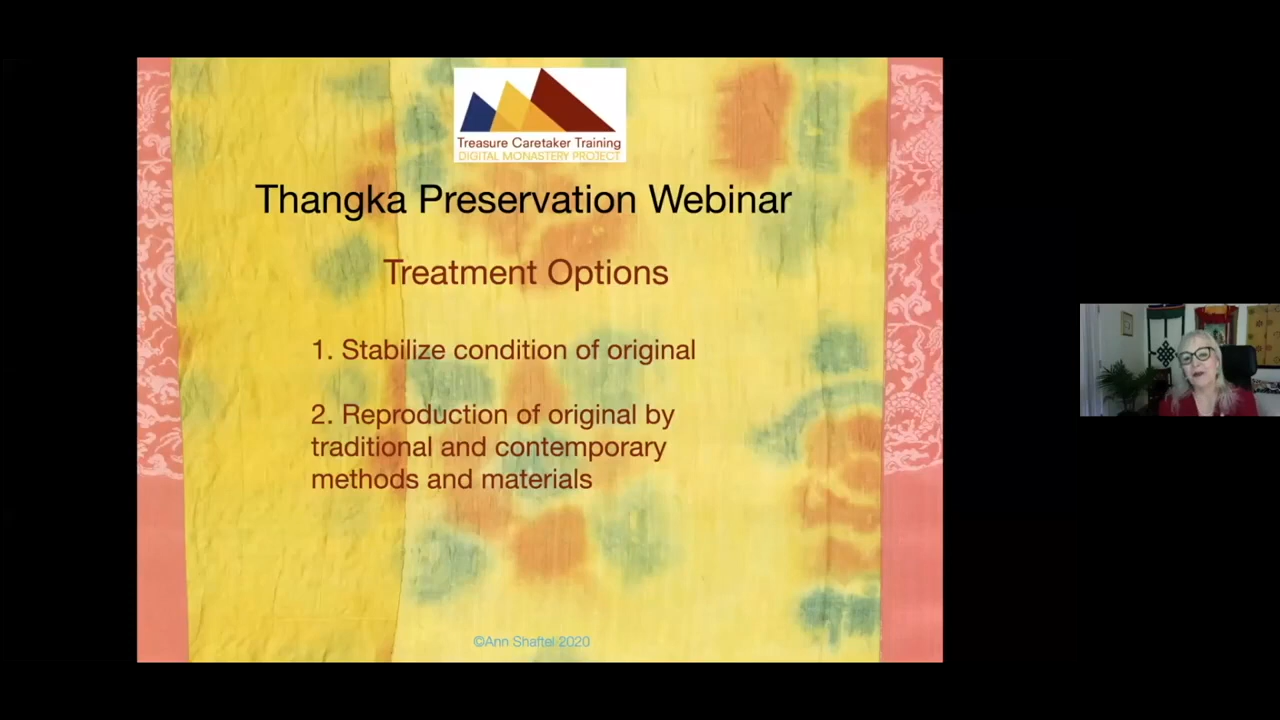 Treasure Caretaker Training
DIGITAL MONASTERY PROJECT
Thangka Preservation Webinar
Treatment Options
1. Stabilize condition of original
2. Reproduction of original by
traditional and contemporary
methods and materials
©Ann Shaftel 2020